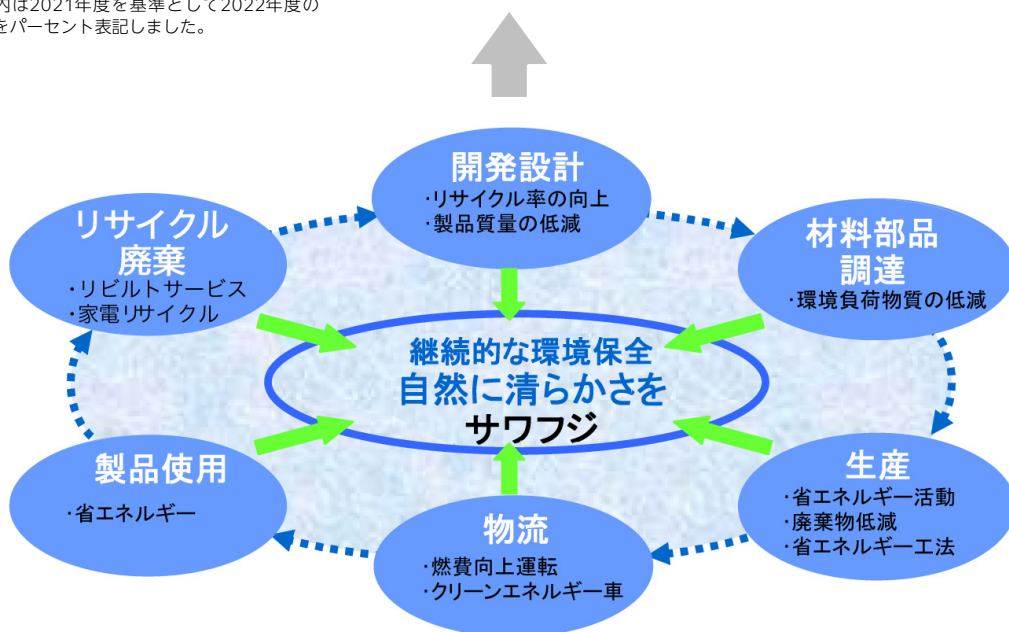 内は2021年度を基準として2022年度の
をパーセント表記しました。
開発設計
・リサイクル率の向上
・製品質量の低減
材料部品
調達
・環境負荷物質の低減
生産
・省エネルギー活動
・廃棄物低減
・省エネルギー工法
物流
・燃費向上運転
・クリーンエネルギー車
製品使用
・省エネルギー
リサイクル
廃棄
・リビルトサービス
・家電リサイクル
継続的な環境保全
自然に清らかさを
サワフジ